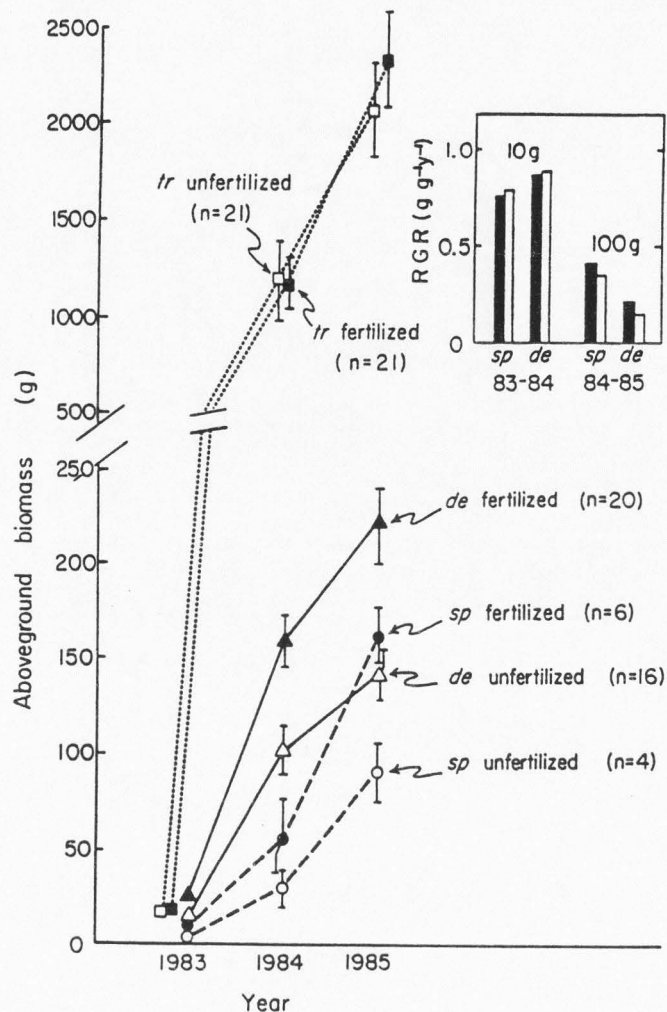 2500
2000
1500
1000
500
250
200
150
100
50
0
Aboveground biomass (g)
tr unfertilized
(n=21)
tr fertilized
(n=21)
RGR (g g⁻¹y⁻¹)
1.0
0.5
0
10g
100g
sp de sp de
83-84 84-85
de fertilized (n=20)
sp fertilized (n=6)
de unfertilized (n=16)
sp unfertilized (n=4)
1983 1984 1985
Year